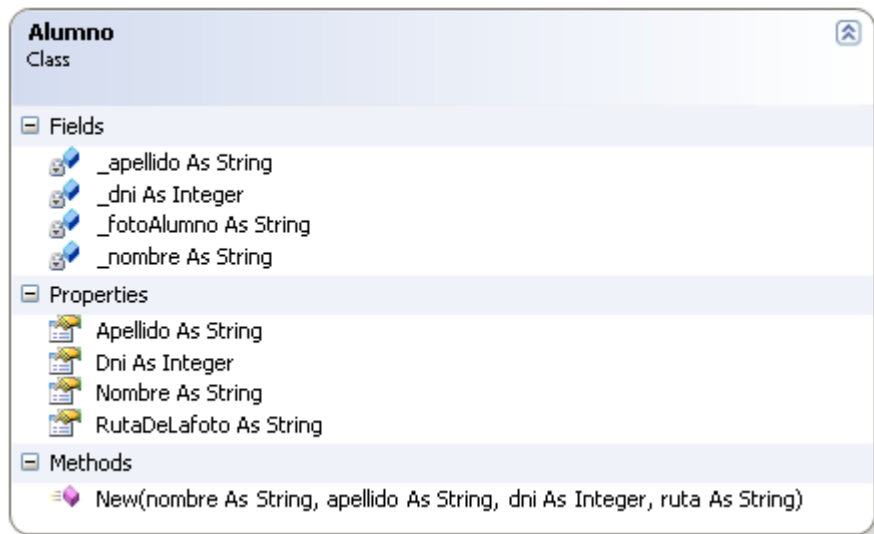 Alumno
Class
Fields
_apellido As String
_dni As Integer
_fotoAlumno As String
_nombre As String
Properties
Apellido As String
Dni As Integer
Nombre As String
RutaDeLafoto As String
Methods
New(nombre As String, apellido As String, dni As Integer, ruta As String)